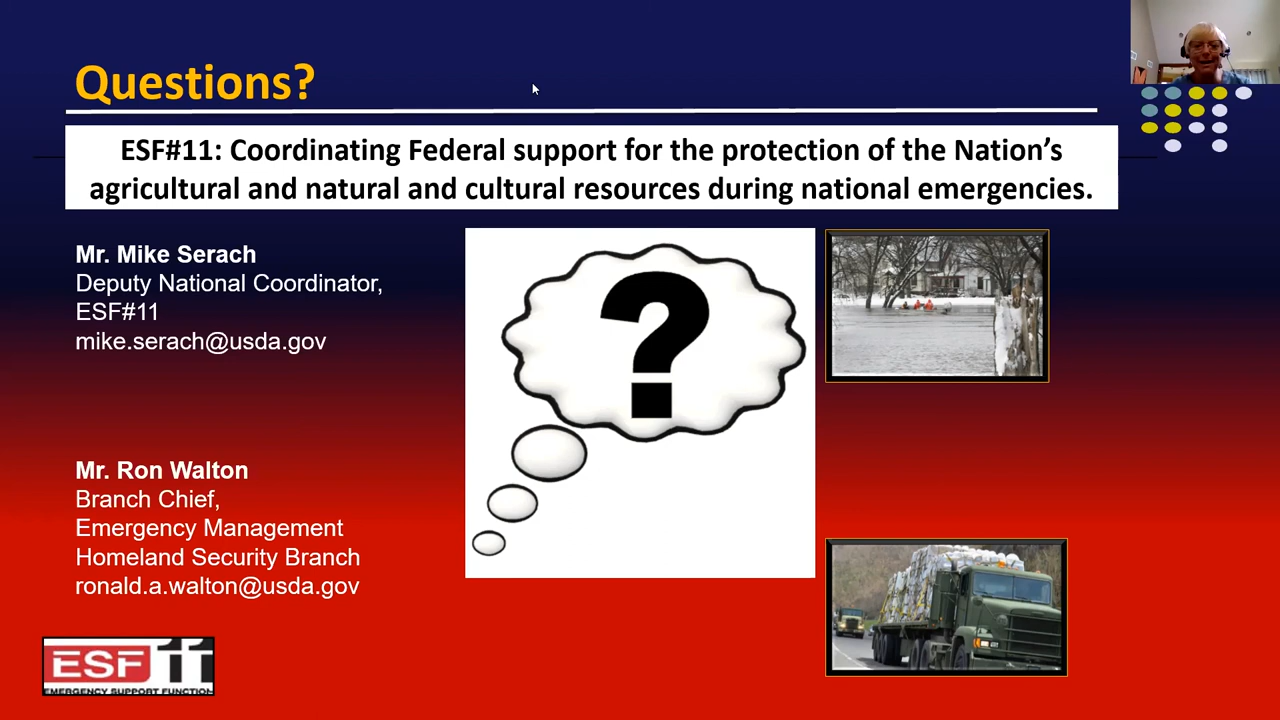 Questions?
ESF#11: Coordinating Federal support for the protection of the Nation’s
agricultural and natural and cultural resources during national emergencies.
Mr. Mike Serach
Deputy National Coordinator,
ESF#11
mike.serach@usda.gov
?
Mr. Ron Walton
Branch Chief,
Emergency Management
Homeland Security Branch
ronald.a.walton@usda.gov
ESF 11
EMERGENCY SUPPORT FUNCTION